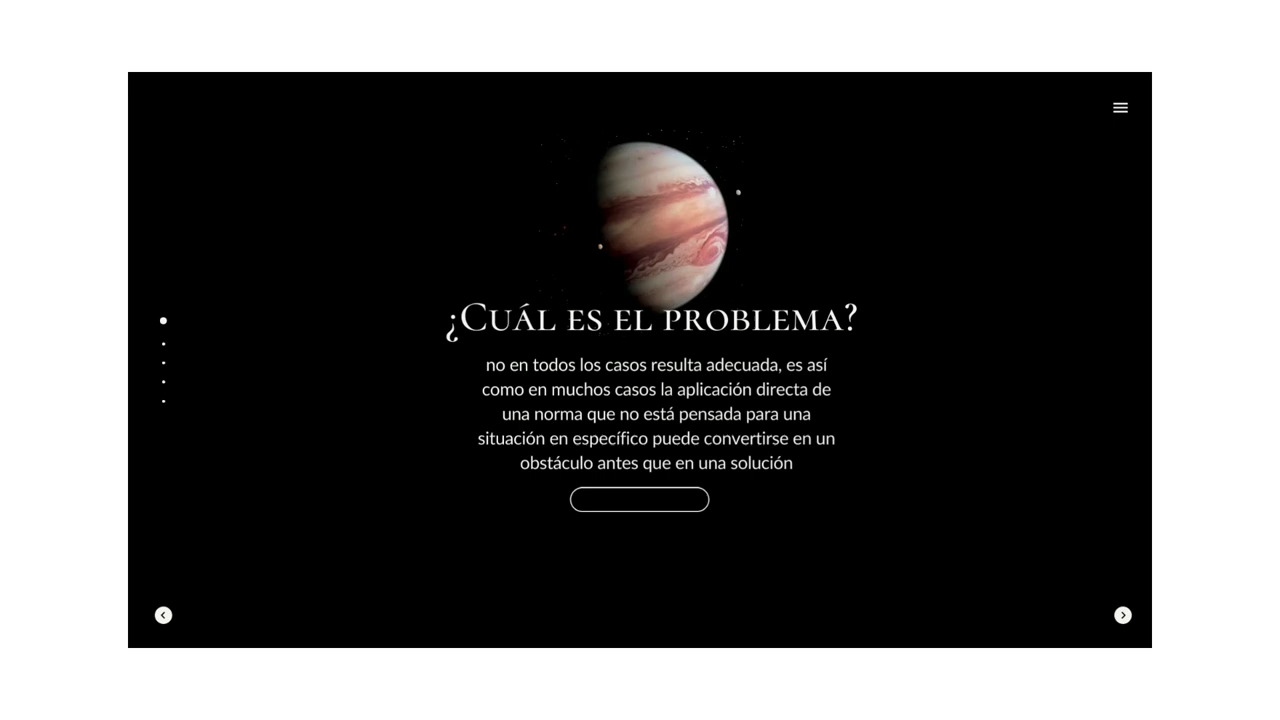 ¿Cuál es el problema?
no en todos los casos resulta adecuada, es así
como en muchos casos la aplicación directa de
una norma que no está pensada para una
situación en específico puede convertirse en un
obstáculo antes que en una solución